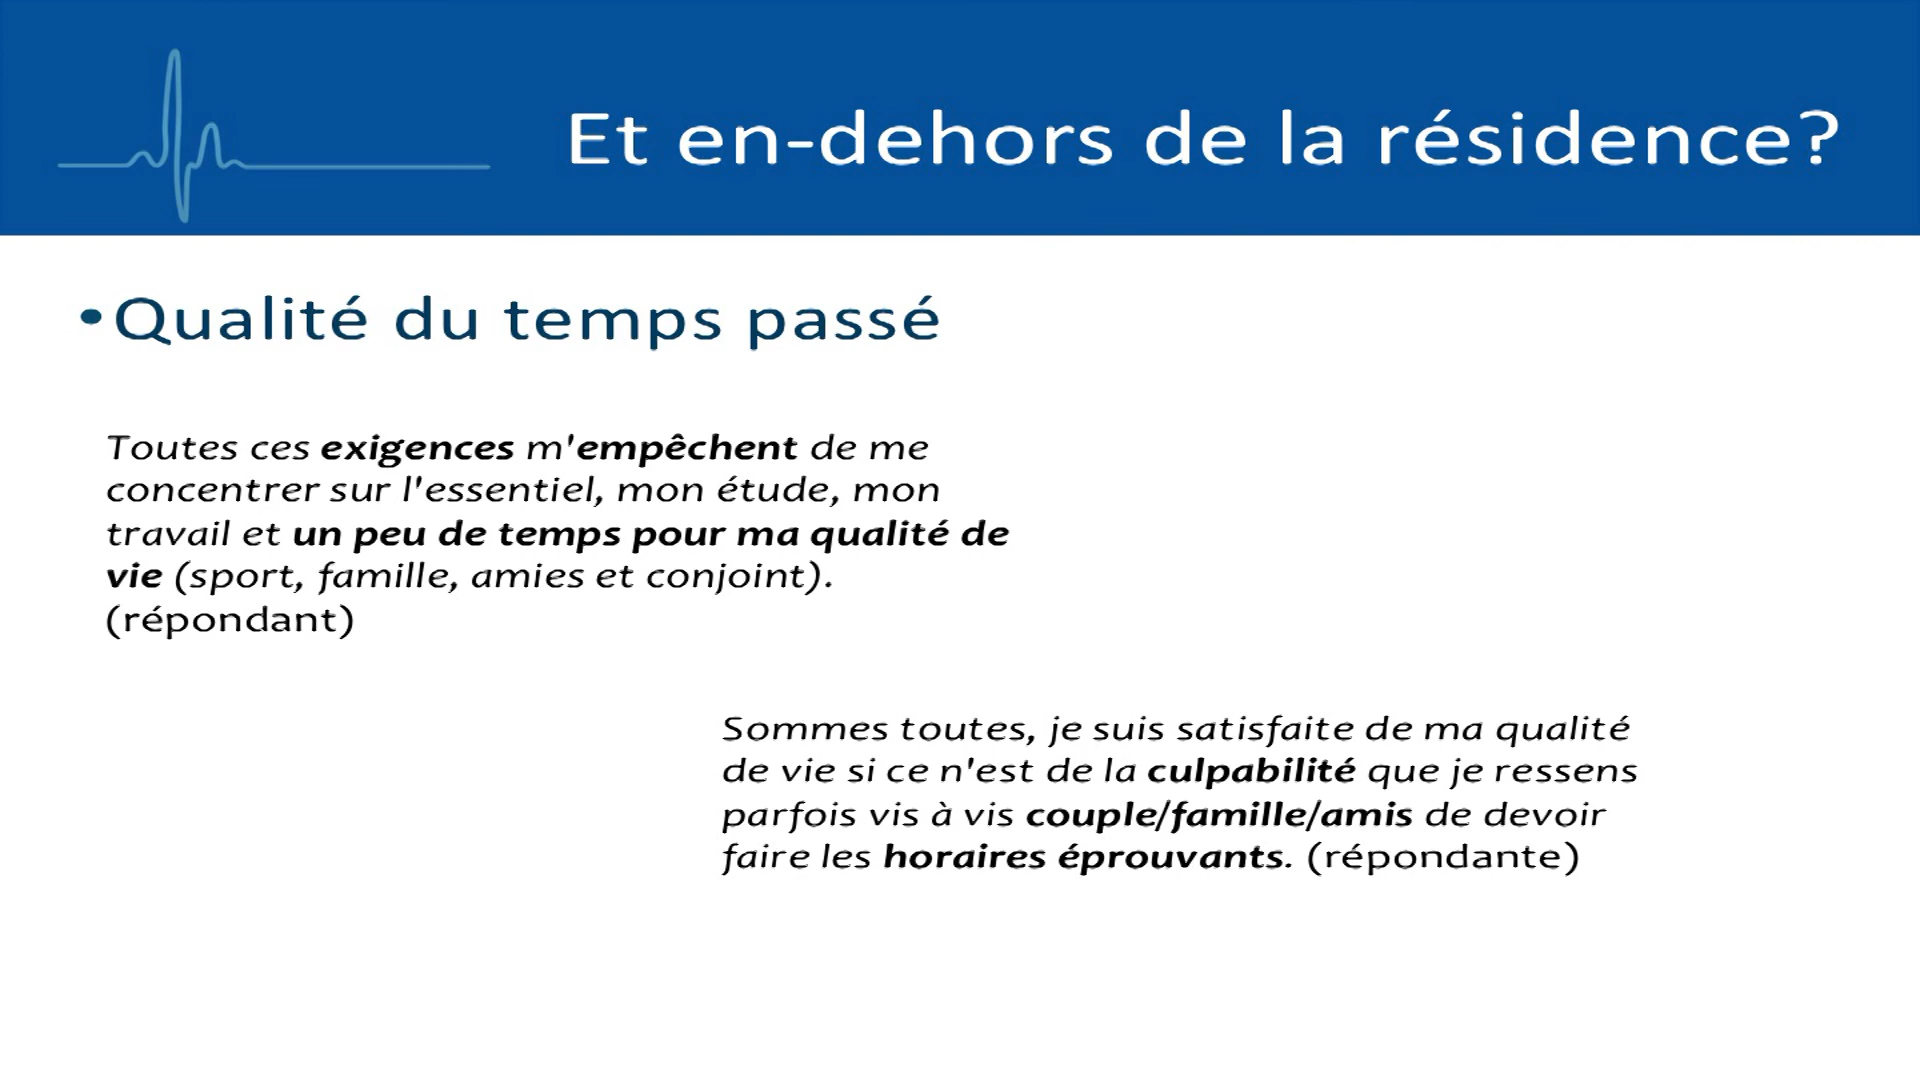 Et en-dehors de la résidence?
•Qualité du temps passé
Toutes ces exigences m'empêchent de me
concentrer sur l'essentiel, mon étude, mon
travail et un peu de temps pour ma qualité de
vie (sport, famille, amies et conjoint).
(répondant)
Sommes toutes, je suis satisfaite de ma qualité
de vie si ce n'est de la culpabilité que je ressens
parfois vis à vis couple/famille/amis de devoir
faire les horaires éprouvants. (répondante)